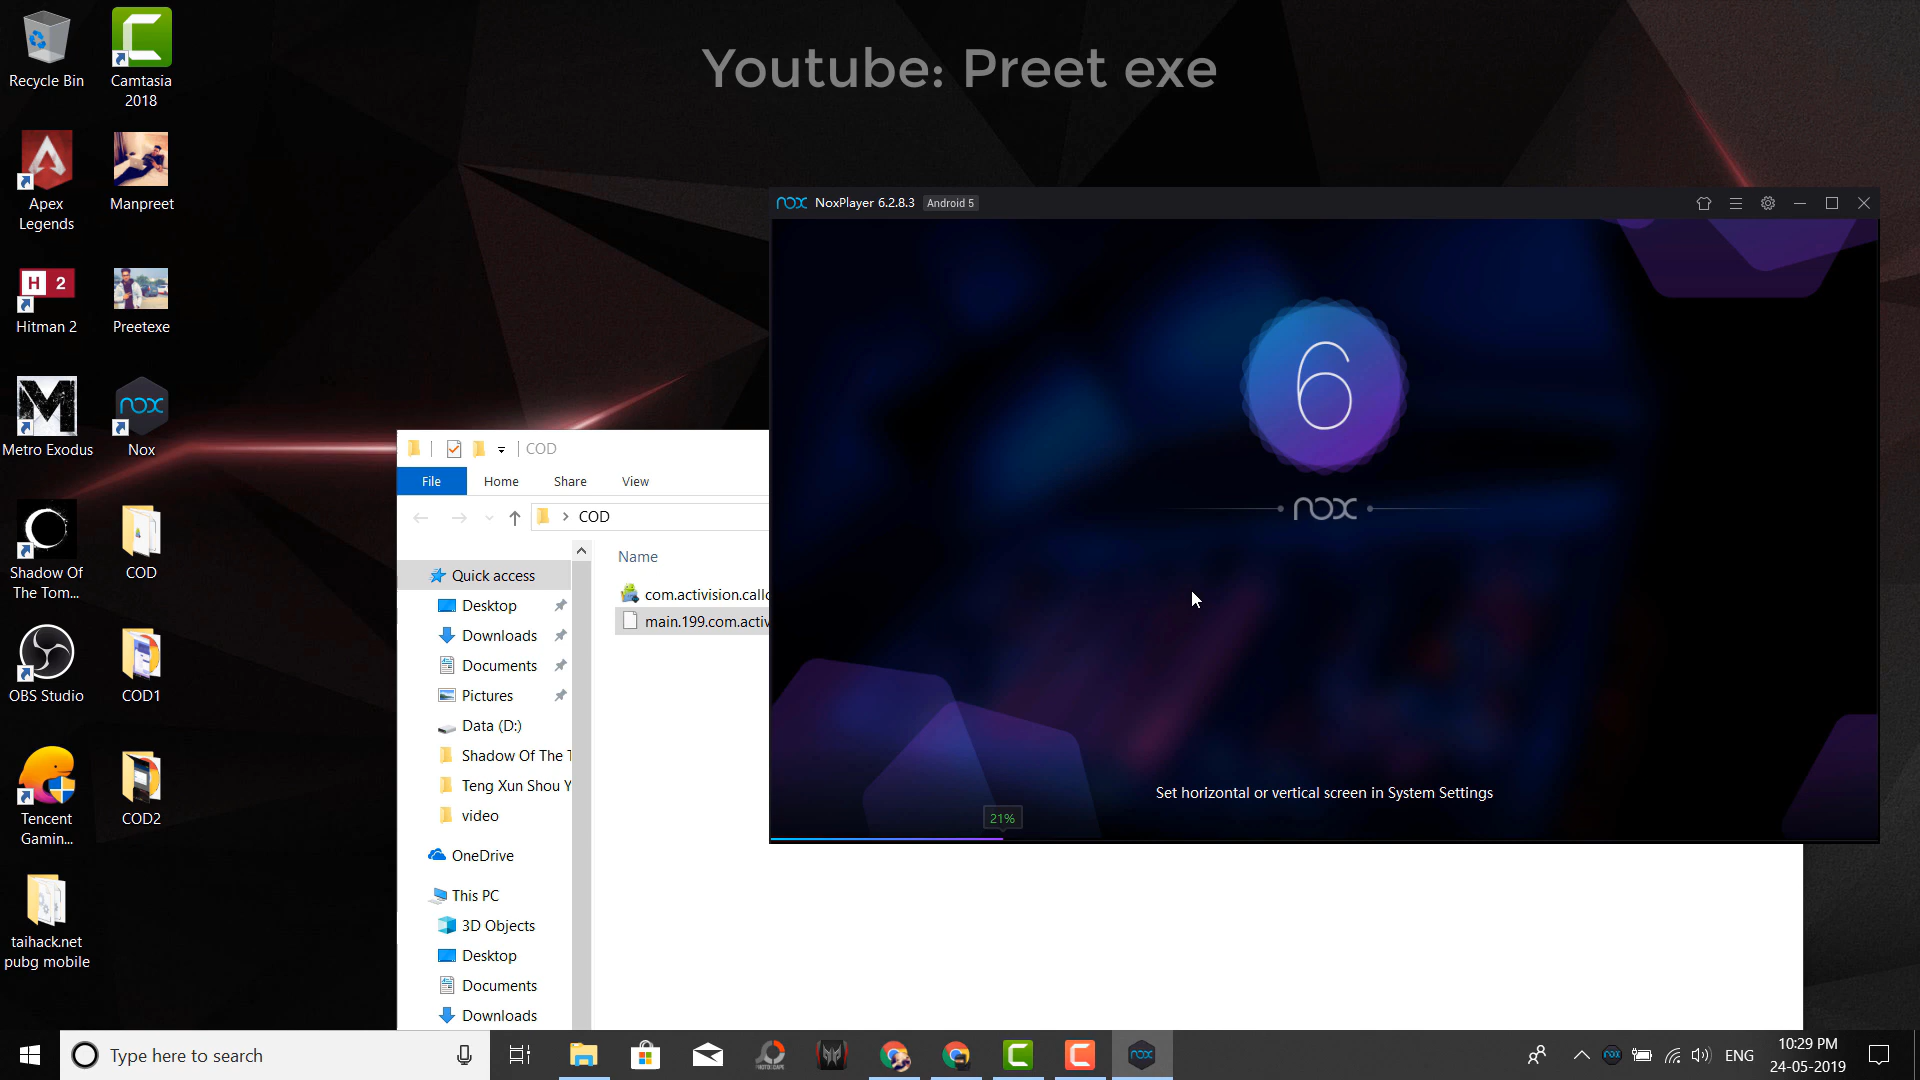 Youtube: Preet exe
Recycle Bin
Camtasia
2018
Apex
Legends
Manpreet
H 2
Hitman 2
Preetexe
M
Metro Exodus
nox
Nox
Shadow Of
The Tom...
COD
OBS Studio
COD1
Tencent
Gamin...
COD2
taihack.net
pubg mobile
COD
File
Home
Share
View
COD
Name
Quick access
Desktop
Downloads
Documents
Pictures
Data (D:)
Shadow Of The T
Teng Xun Shou Y
video
OneDrive
This PC
3D Objects
Desktop
Documents
Downloads
com.activision.callo
main.199.com.activ
nox NoxPlayer 6.2.8.3 Android 5
6
nox
Set horizontal or vertical screen in System Settings
21%
Type here to search
nox
nox
ENG
10:29 PM
24-05-2019